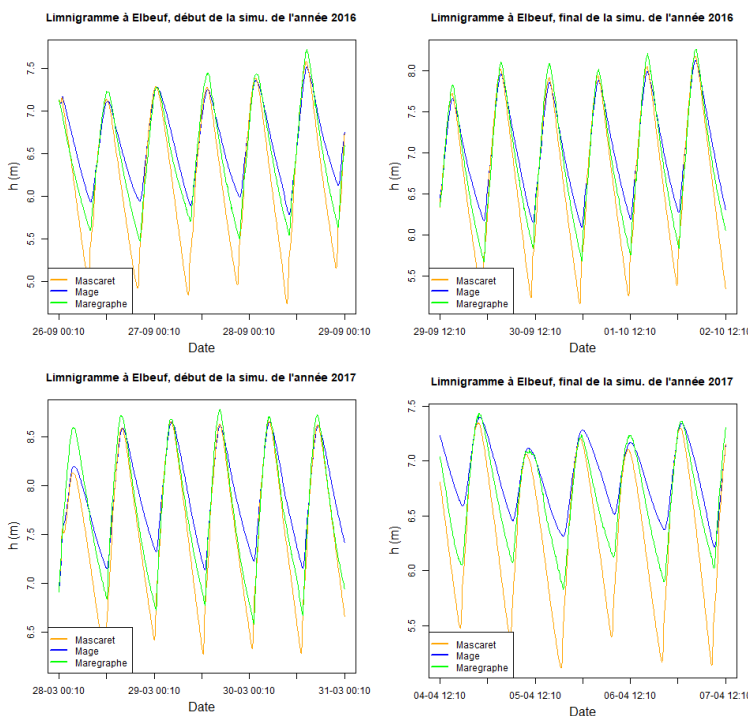 Limnigramme à Elbeuf, début de la simu. de l'année 2016
h (m)
7.5
7.0
6.5
6.0
5.5
5.0
Mascaret
Mage
Maregraphe
26-09 00:10
27-09 00:10
28-09 00:10
29-09 00:10
Date
Limnigramme à Elbeuf, final de la simu. de l'année 2016
h (m)
8.0
7.5
7.0
6.5
6.0
5.5
Mascaret
Mage
Maregraphe
29-09 12:10
30-09 12:10
01-10 12:10
02-10 12:10
Date
Limnigramme à Elbeuf, début de la simu. de l'année 2017
h (m)
8.5
8.0
7.5
7.0
6.5
Mascaret
Mage
Maregraphe
28-03 00:10
29-03 00:10
30-03 00:10
31-03 00:10
Date
Limnigramme à Elbeuf, final de la simu. de l'année 2017
h (m)
7.5
7.0
6.5
6.0
5.5
Mascaret
Mage
Maregraphe
04-04 12:10
05-04 12:10
06-04 12:10
07-04 12:10
Date